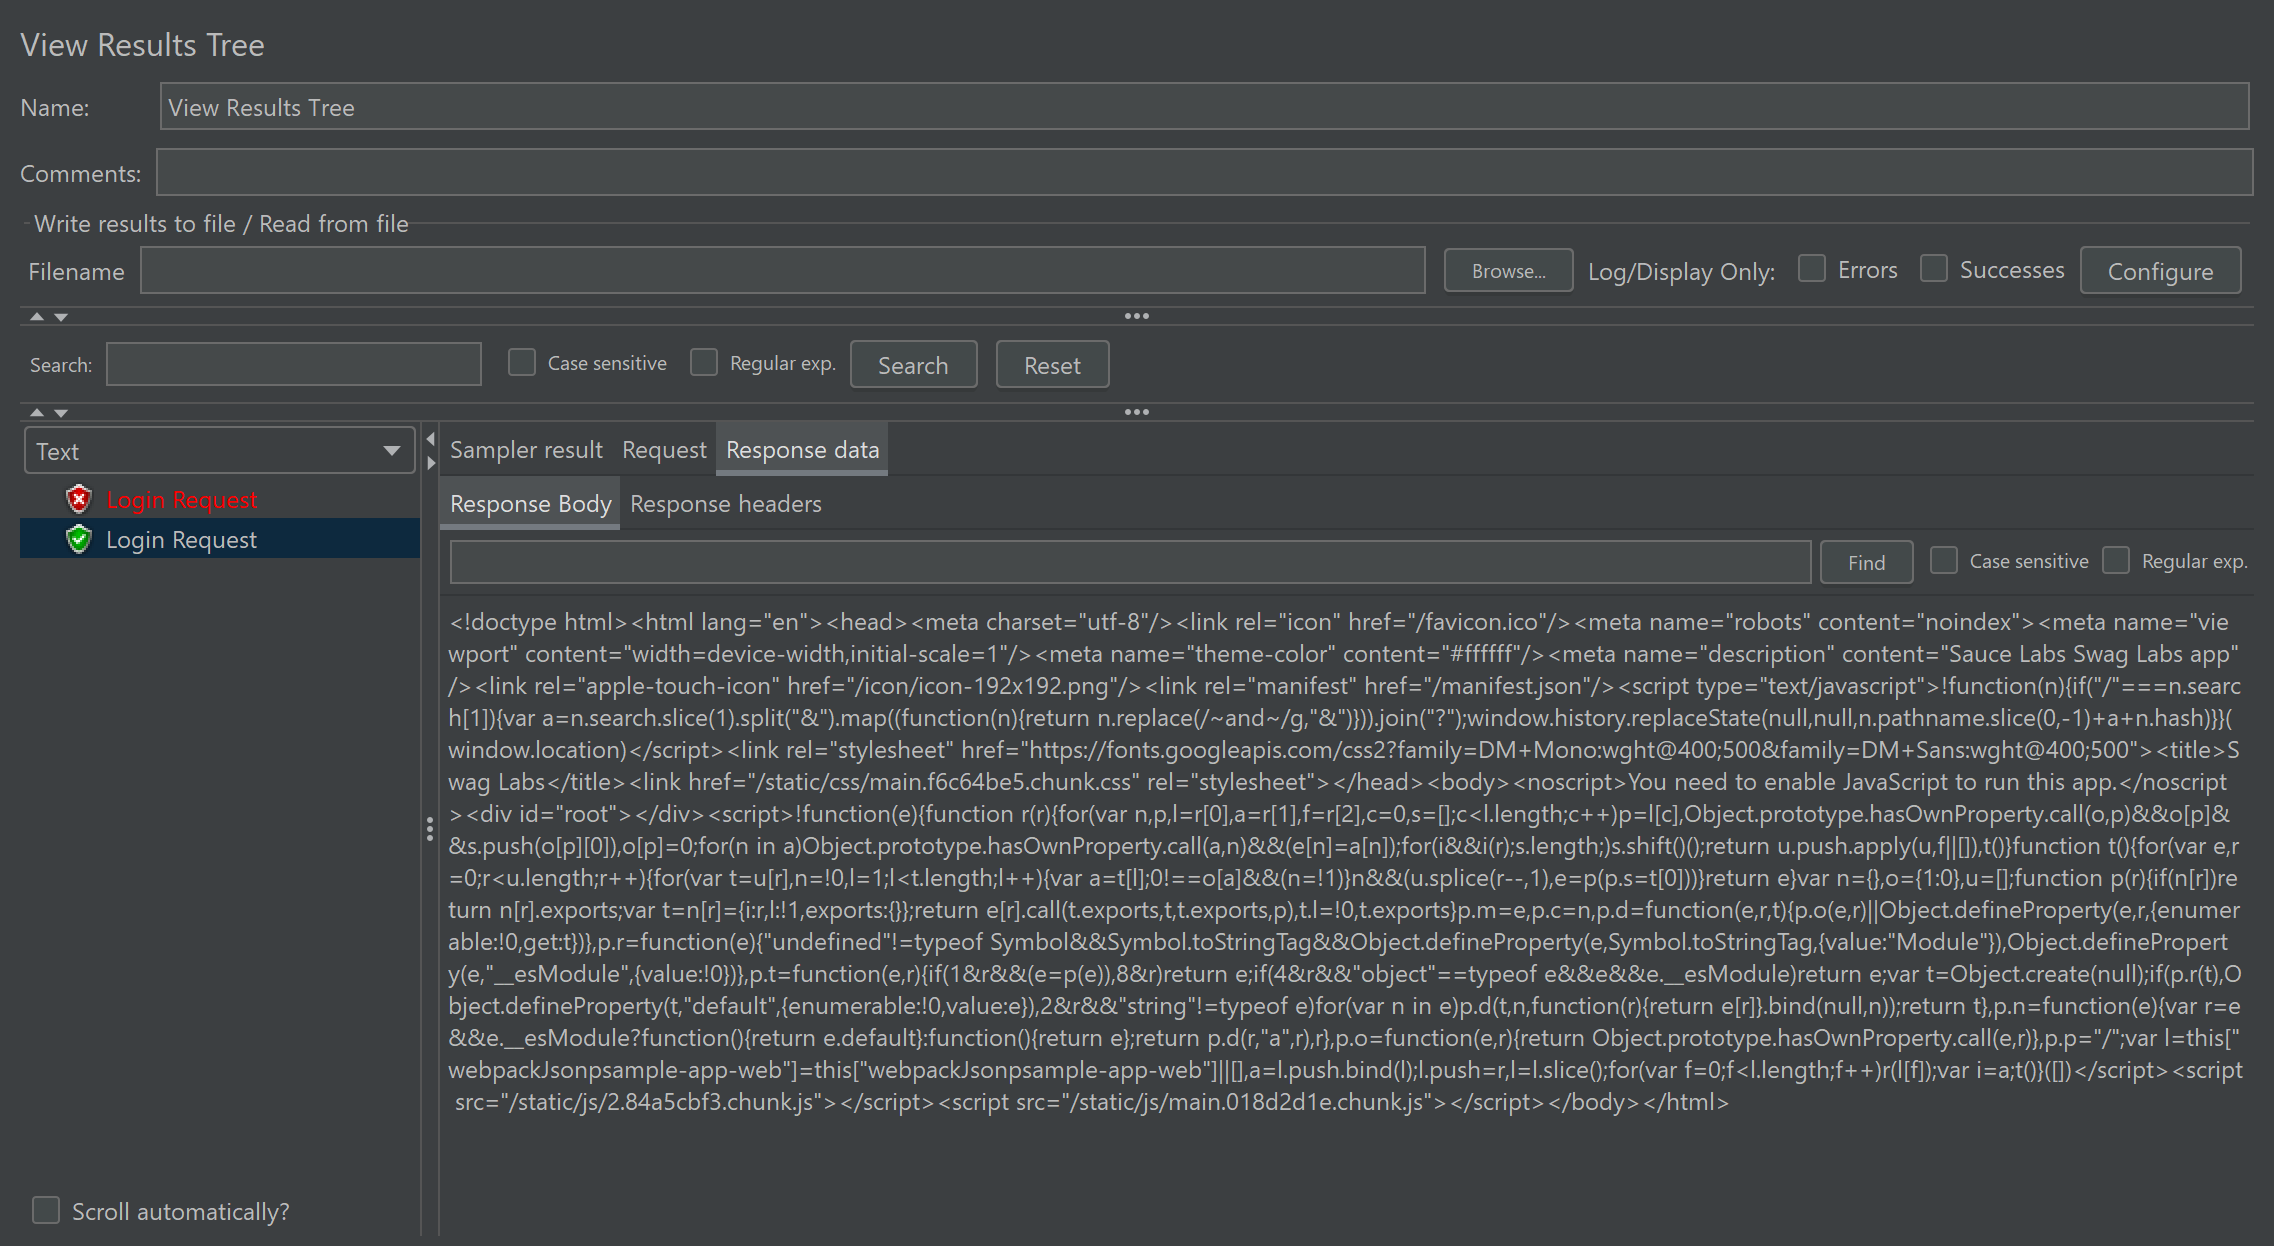 View Results Tree
Name: View Results Tree
Comments:
Write results to file / Read from file
Filename Browse... Log/Display Only: Errors Successes Configure
Search: Case sensitive Regular exp. Search Reset
Text
Login Request
Login Request
Scroll automatically?
Sampler result Request Response data
Response Body Response headers
Find Case sensitive Regular exp.
<!doctype html><html lang="en"><head><meta charset="utf-8"/><link rel="icon" href="/favicon.ico"/><meta name="robots" content="noindex"><meta name="vie
wport" content="width=device-width,initial-scale=1"/><meta name="theme-color" content="#ffffff"/><meta name="description" content="Sauce Labs Swag Labs app"
/><link rel="apple-touch-icon" href="/icon/icon-192x192.png"/><link rel="manifest" href="/manifest.json"/><script type="text/javascript">!function(n){if("/"===n.searc
h[1]){var a=n.search.slice(1).split("&").map((function(n){return n.replace(/~and~/g,"&")})).join("?");window.history.replaceState(null,null,n.pathname.slice(0,-1)+a+n.hash)}}(
window.location)</script><link rel="stylesheet" href="https://fonts.googleapis.com/css2?family=DM+Mono:wght@400;500&family=DM+Sans:wght@400;500"><title>S
wag Labs</title><link href="/static/css/main.f6c64be5.chunk.css" rel="stylesheet"></head><body><noscript>You need to enable JavaScript to run this app.</noscript
><div id="root"></div><script>!function(e){function r(r){for(var n,p,l=r[0],a=r[1],f=r[2],c=0,s=[];c<l.length;c++)p=l[c],Object.prototype.hasOwnProperty.call(o,p)&&o[p]&
&s.push(o[p][0]),o[p]=0;for(n in a)Object.prototype.hasOwnProperty.call(a,n)&&(e[n]=a[n]);for(i&&i(r);s.length;)s.shift()();return u.push.apply(u,f||[]),t()}function t(){for(var e,r
=0;r<u.length;r++){for(var t=u[r],n=!0,l=1;l<t.length;l++){var a=t[l];0!==o[a]&&(n=!1)}n&&(u.splice(r--,1),e=p(p.s=t[0]))}return e}var n={},o={1:0},u=[];function p(r){if(n[r])re
turn n[r].exports;var t=n[r]={i:r,l:!1,exports:{}};return e[r].call(t.exports,t,t.exports,p),t.l=!0,t.exports}p.m=e,p.c=n,p.d=function(e,r,t){p.o(e,r)||Object.defineProperty(e,r,{enumer
able:!0,get:t})},p.r=function(e){"undefined"!=typeof Symbol&&Symbol.toStringTag&&Object.defineProperty(e,Symbol.toStringTag,{value:"Module"}),Object.definePropert
y(e,"__esModule",{value:!0})},p.t=function(e,r){if(1&r&&(e=p(e)),8&r)return e;if(4&r&&"object"==typeof e&&e&&e.__esModule)return e;var t=Object.create(null);if(p.r(t),O
bject.defineProperty(t,"default",{enumerable:!0,value:e}),2&r&&"string"!=typeof e)for(var n in e)p.d(t,n,function(r){return e[r]}.bind(null,n));return t},p.n=function(e){var r=e
&&e.__esModule?function(){return e.default}:function(){return e};return p.d(r,"a",r),r},p.o=function(e,r){return Object.prototype.hasOwnProperty.call(e,r)},p.p="/";var l=this["
webpackJsonpsample-app-web"]=this["webpackJsonpsample-app-web"]||[],a=l.push.bind(l);l.push=r,l=l.slice();for(var f=0;f<l.length;f++)r(l[f]);var i=a;t()}([])</script><script
src="/static/js/2.84a5cbf3.chunk.js"></script><script src="/static/js/main.018d2d1e.chunk.js"></script></body></html>